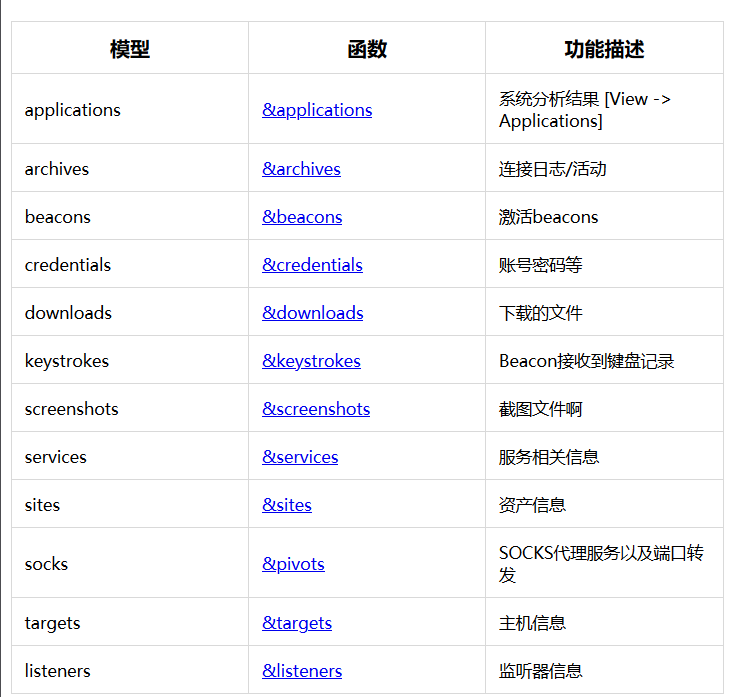 模型 函数 功能描述
applications &applications 系统分析结果 [View ->
Applications]
archives &archives 连接日志/活动
beacons &beacons 激活beacons
credentials &credentials 账号密码等
downloads &downloads 下载的文件
keystrokes &keystrokes Beacon接收到键盘记录
screenshots &screenshots 截图文件啊
services &services 服务相关信息
sites &sites 资产信息
socks &pivots SOCKS代理服务以及端口转
发
targets &targets 主机信息
listeners &listeners 监听器信息